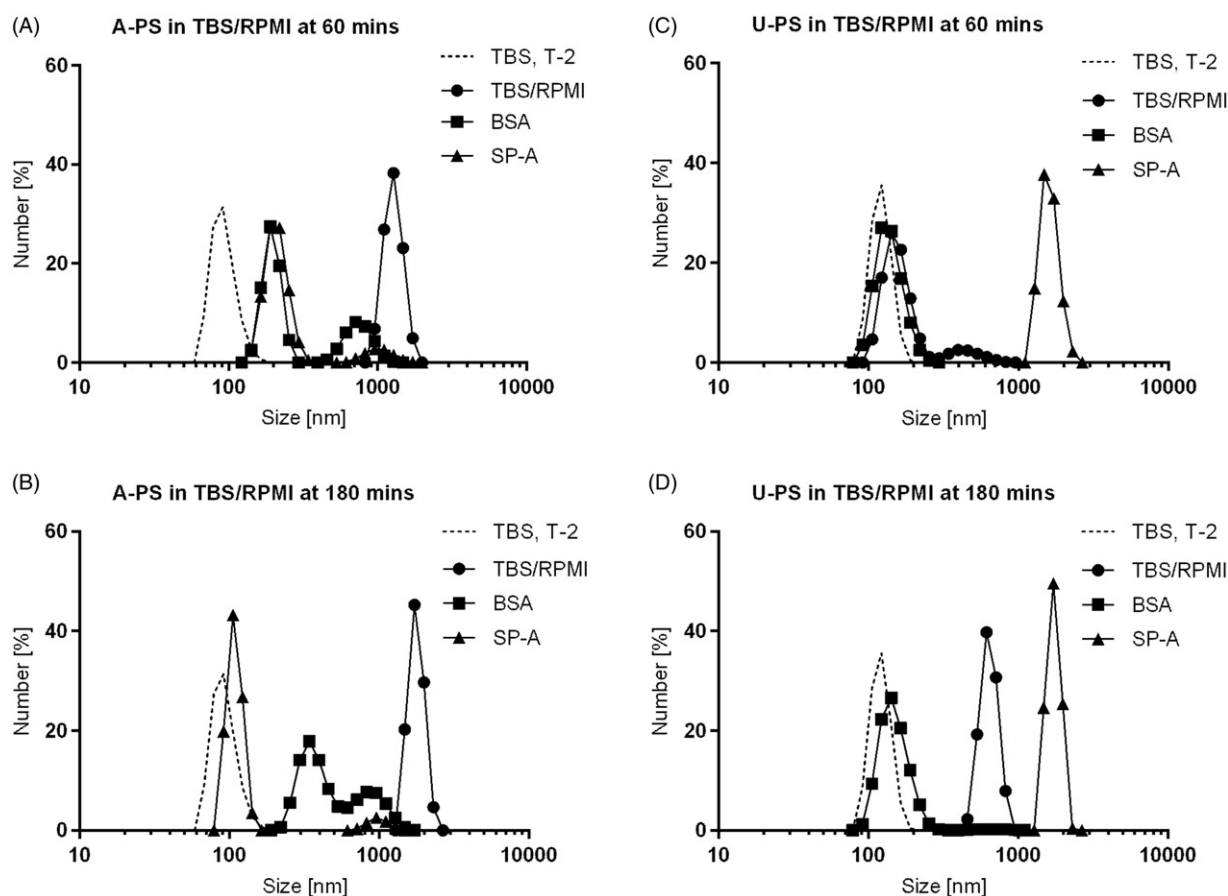 (A)
A-PS in TBS/RPMI at 60 mins
TBS, T-2
TBS/RPMI
BSA
SP-A
Number [%]
60
40
20
0
10 100 1000 10000
Size [nm]
(C)
U-PS in TBS/RPMI at 60 mins
TBS, T-2
TBS/RPMI
BSA
SP-A
Number [%]
60
40
20
0
10 100 1000 10000
Size [nm]
(B)
A-PS in TBS/RPMI at 180 mins
TBS, T-2
TBS/RPMI
BSA
SP-A
Number [%]
60
40
20
0
10 100 1000 10000
Size [nm]
(D)
U-PS in TBS/RPMI at 180 mins
TBS, T-2
TBS/RPMI
BSA
SP-A
Number [%]
60
40
20
0
10 100 1000 10000
Size [nm]